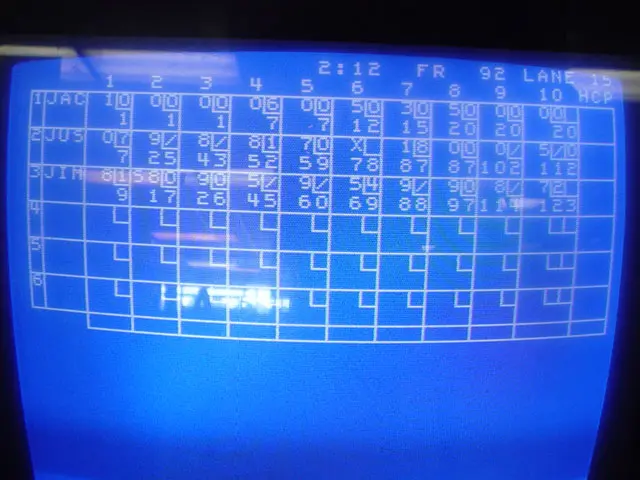 2:12 FR 92 LANE 15
1 2 3 4 5 6 7 8 9 10 HCP
1 JAC 1 0 0 0 0 0 0 6 0 0 5 0 3 0 5 0 0 0 0 0
1 1 1 7 7 12 15 20 20 20
2 JUS 0 7 9 / 8 / 8 1 7 0 X 1 8 0 0 0 / 5 / 0
7 25 43 52 59 78 87 87 102 112
3 JIM 8 1 S8 0 9 0 5 / 9 / 5 4 9 / 9 0 8 / 7 2
9 17 26 45 60 69 88 97 114 123
4
5
6